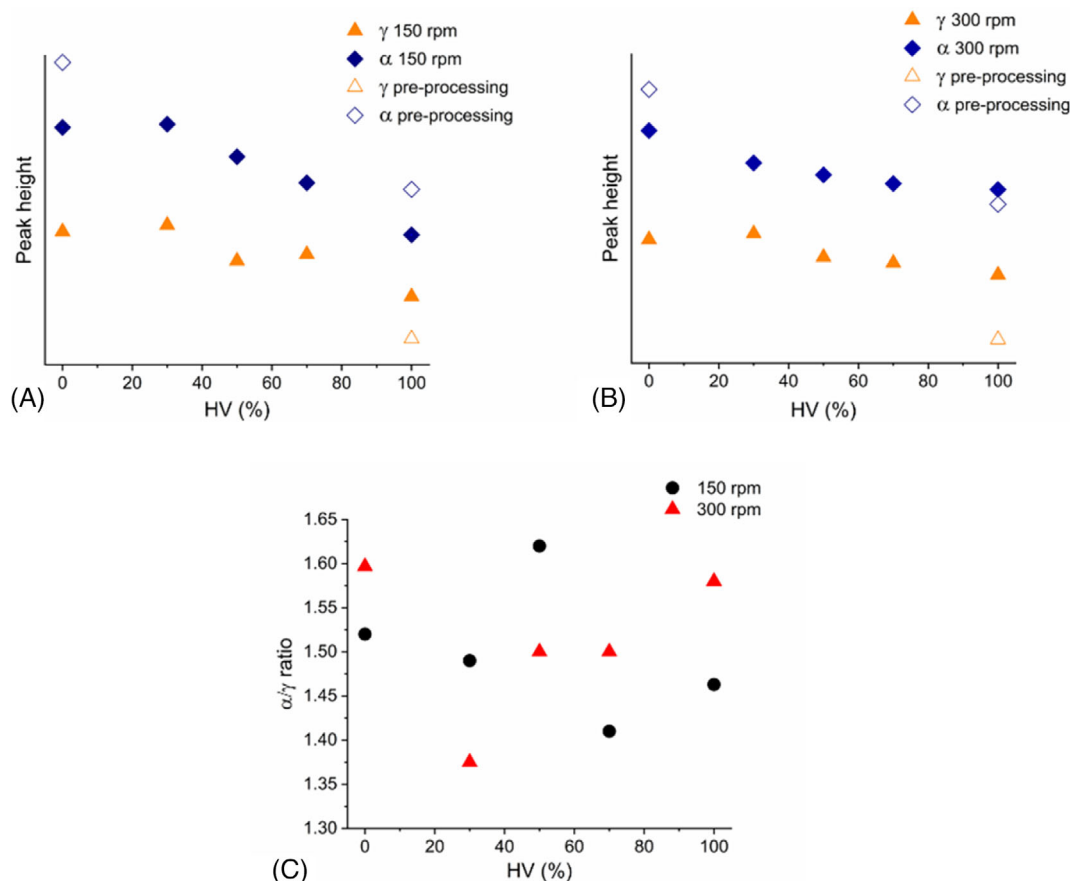 γ 150 rpm
α 150 rpm
γ pre-processing
α pre-processing
Peak height
0 20 40 60 80 100
HV (%)
(A)
γ 300 rpm
α 300 rpm
γ pre-processing
α pre-processing
Peak height
0 20 40 60 80 100
HV (%)
(B)
150 rpm
300 rpm
1.65
1.60
1.55
1.50
1.45
1.40
1.35
1.30
α/γ ratio
0 20 40 60 80 100
HV (%)
(C)